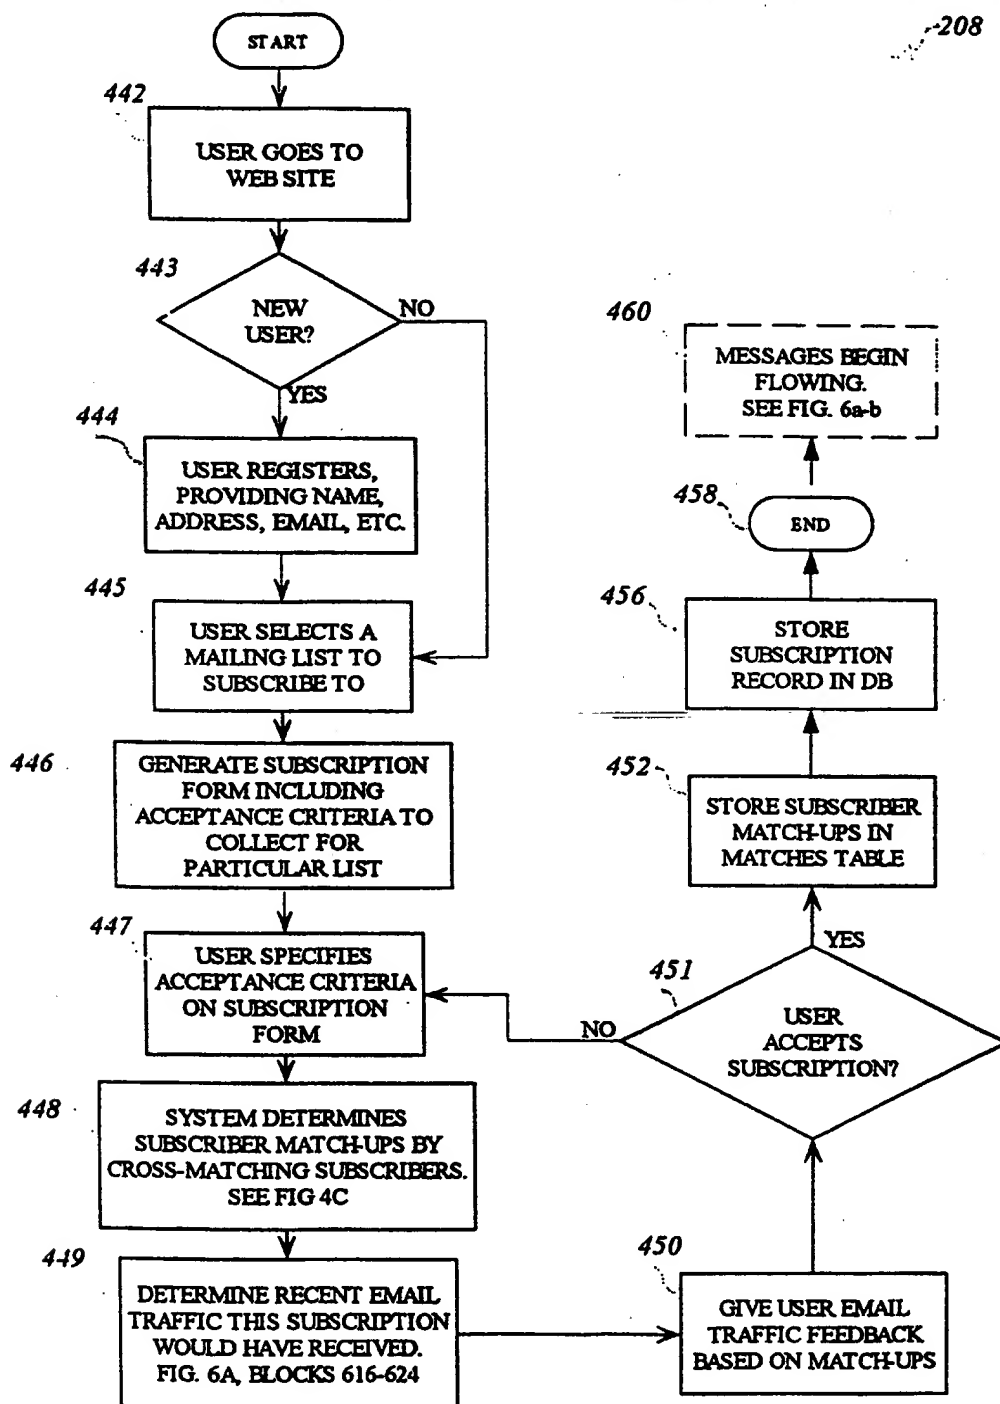 START
208
442
USER GOES TO
WEB SITE
443
NEW
USER?
NO
YES
444
USER REGISTERS,
PROVIDING NAME,
ADDRESS, EMAIL, ETC.
445
USER SELECTS A
MAILING LIST TO
SUBSCRIBE TO
446
GENERATE SUBSCRIPTION
FORM INCLUDING
ACCEPTANCE CRITERIA TO
COLLECT FOR
PARTICULAR LIST
447
USER SPECIFIES
ACCEPTANCE CRITERIA
ON SUBSCRIPTION
FORM
448
SYSTEM DETERMINES
SUBSCRIBER MATCH-UPS BY
CROSS-MATCHING SUBSCRIBERS.
SEE FIG 4C
449
DETERMINE RECENT EMAIL
TRAFFIC THIS SUBSCRIPTION
WOULD HAVE RECEIVED.
FIG. 6A, BLOCKS 616-624
450
GIVE USER EMAIL
TRAFFIC FEEDBACK
BASED ON MATCH-UPS
451
USER
ACCEPTS
SUBSCRIPTION?
NO
YES
452
STORE SUBSCRIBER
MATCH-UPS IN
MATCHES TABLE
456
STORE
SUBSCRIPTION
RECORD IN DB
458
END
460
MESSAGES BEGIN
FLOWING.
SEE FIG. 6a-b